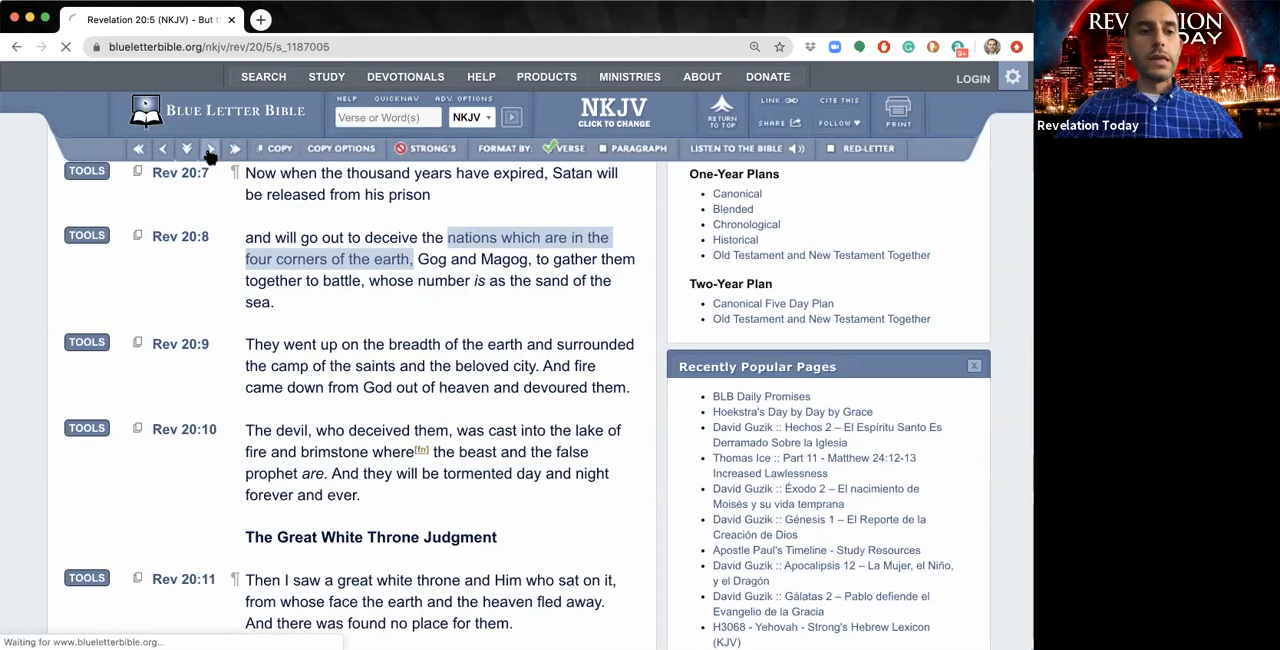 Revelation 20:5 (NKJV) - But t
blueletterbible.org/nkjv/rev/20/5/s_1187005
9+
SEARCH STUDY DEVOTIONALS HELP PRODUCTS MINISTRIES ABOUT DONATE LOGIN
BLUE LETTER BIBLE
HELP QUICKNAV ADV. OPTIONS
Verse or Word(s) NKJV
NKJV
CLICK TO CHANGE
RETURN
TO TOP
LINK CITE THIS
SHARE FOLLOW
PRINT
COPY COPY OPTIONS STRONG'S FORMAT BY: VERSE PARAGRAPH LISTEN TO THE BIBLE RED-LETTER
TOOLS Rev 20:7 ¶ Now when the thousand years have expired, Satan will
be released from his prison
TOOLS Rev 20:8 and will go out to deceive the nations which are in the
four corners of the earth, Gog and Magog, to gather them
together to battle, whose number is as the sand of the
sea.
TOOLS Rev 20:9 They went up on the breadth of the earth and surrounded
the camp of the saints and the beloved city. And fire
came down from God out of heaven and devoured them.
TOOLS Rev 20:10 The devil, who deceived them, was cast into the lake of
fire and brimstone where[fn] the beast and the false
prophet are. And they will be tormented day and night
forever and ever.
The Great White Throne Judgment
TOOLS Rev 20:11 ¶ Then I saw a great white throne and Him who sat on it,
from whose face the earth and the heaven fled away.
And there was found no place for them.
Waiting for www.blueletterbible.org...
One-Year Plans
• Canonical
• Blended
• Chronological
• Historical
• Old Testament and New Testament Together
Two-Year Plan
• Canonical Five Day Plan
• Old Testament and New Testament Together
Recently Popular Pages x
• BLB Daily Promises
• Hoekstra's Day by Day by Grace
• David Guzik :: Hechos 2 – El Espíritu Santo Es
Derramado Sobre la Iglesia
• Thomas Ice :: Part 11 - Matthew 24:12-13
Increased Lawlessness
• David Guzik :: Éxodo 2 – El nacimiento de
Moisés y su vida temprana
• David Guzik :: Génesis 1 – El Reporte de la
Creación de Dios
• Apostle Paul's Timeline - Study Resources
• David Guzik :: Apocalipsis 12 – La Mujer, el Niño,
y el Dragón
• David Guzik :: Gálatas 2 – Pablo defiende el
Evangelio de la Gracia
• H3068 - Yehovah - Strong's Hebrew Lexicon
(KJV)
Revelation Today